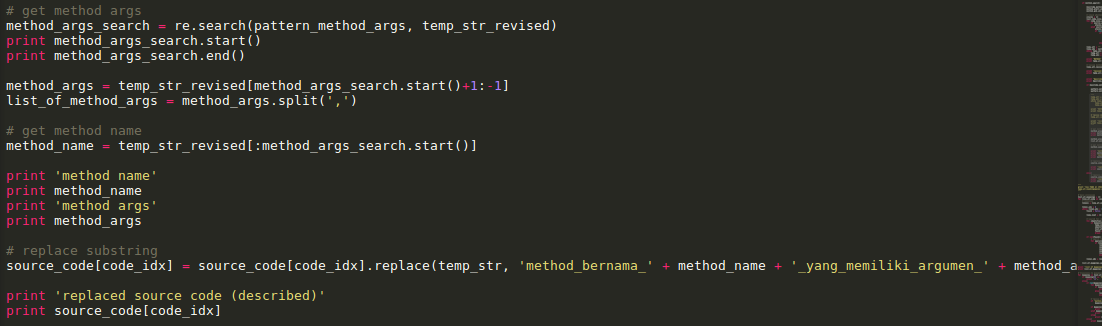 # get method args
method_args_search = re.search(pattern_method_args, temp_str_revised)
print method_args_search.start()
print method_args_search.end()
method_args = temp_str_revised[method_args_search.start()+1:-1]
list_of_method_args = method_args.split(',')
# get method name
method_name = temp_str_revised[:method_args_search.start()]
print 'method name'
print method_name
print 'method args'
print method_args
# replace substring
source_code[code_idx] = source_code[code_idx].replace(temp_str, 'method_bernama_' + method_name + '_yang_memiliki_argumen_' + method_a
print 'replaced source code (described)'
print source_code[code_idx]